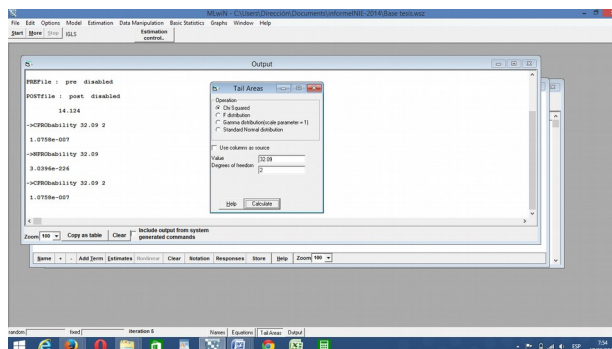 MLwiN - C:\Users\Dirección\Documents\informeINIE-2014\Base tesis.wsz
File Edit Options Model Estimation Data Manipulation Basic Statistics Graphs Window Help
Start More Stop IGLS Estimation control..
Output
PREfile : pre disabled
POSTfile : post disabled
14.124
->CPRObability 32.09 2
1.0758e-007
->NPRObability 32.09
3.0396e-226
->CPRObability 32.09 2
1.0758e-007
Tail Areas
Operation
Chi Squared
F distribution
Gamma distribution(scale parameter = 1)
Standard Normal distribution
Use columns as source
Value 32.09
Degrees of freedom 2
Help Calculate
Zoom 100 Copy as table Clear Include output from system generated commands
Name + - Add Term Estimates Nonlinear Clear Notation Responses Store Help Zoom 100
random fixed iteration 6 Names Equations Tail Areas Output
ESP 7:54